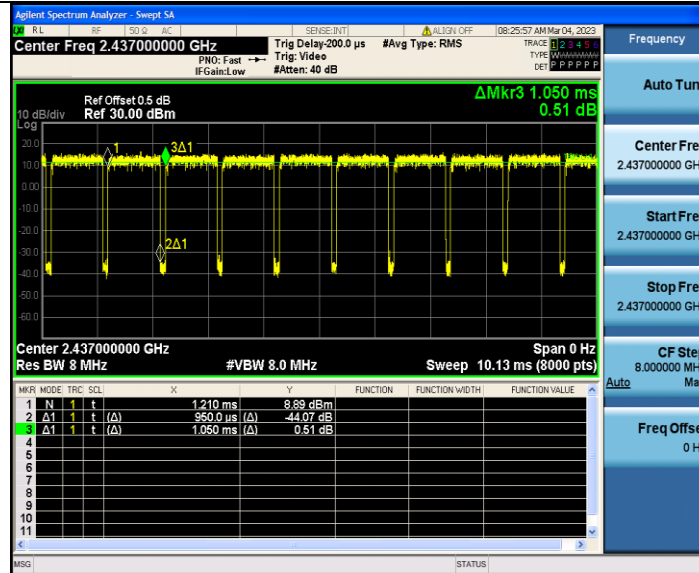 Agilent Spectrum Analyzer - Swept SA
RL RF 50 Ω AC SENSE:INT ALIGN OFF 08:25:57 AM Mar 04, 2023
Center Freq 2.437000000 GHz
PNO: Fast
IFGain:Low
Trig Delay-200.0 µs
Trig: Video
#Atten: 40 dB
#Avg Type: RMS
TRACE 1 2 3 4 5 6
TYPE
DET P P P P P P
ΔMkr3 1.050 ms
0.51 dB
Ref Offset 0.5 dB
10 dB/div Ref 30.00 dBm
Log
20.0
10.0
0.00
-10.0
-20.0
-30.0
-40.0
-50.0
-60.0
1
3Δ1
2Δ1
Center 2.437000000 GHz Span 0 Hz
Res BW 8 MHz #VBW 8.0 MHz Sweep 10.13 ms (8000 pts)
MKR MODE TRC SCL X Y FUNCTION FUNCTION WIDTH FUNCTION VALUE
1 N 1 t 1.210 ms 8.89 dBm
2 Δ1 1 t (Δ) 950.0 µs (Δ) -44.07 dB
3 Δ1 1 t (Δ) 1.050 ms (Δ) 0.51 dB
4
5
6
7
8
9
10
11
MSG STATUS
Frequency
Auto Tun
Center Fre
2.437000000 GH
Start Fre
2.437000000 GH
Stop Fre
2.437000000 GH
CF Ste
8.000000 MH
Auto Ma
Freq Offse
0 H